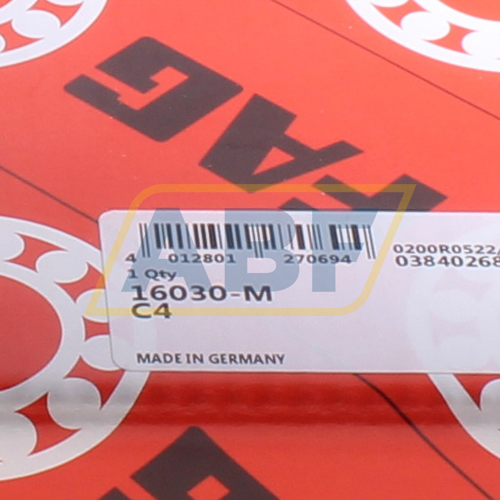 FAG
ABF
4 012801 270694
0200R0522
03840268
1 Qty
16030-M
C4
MADE IN GERMANY